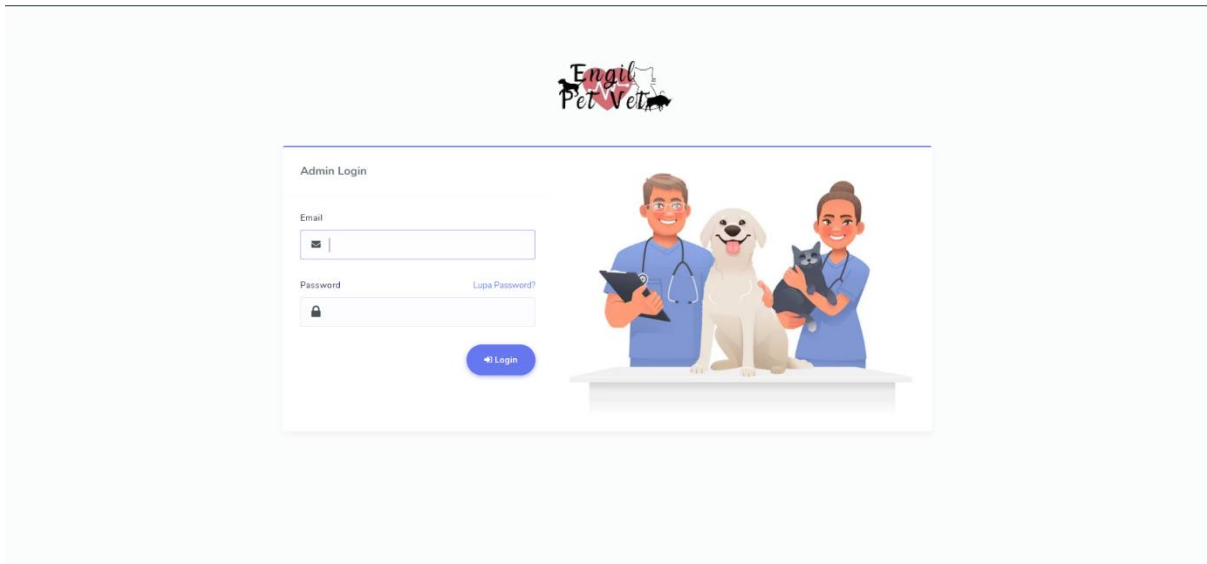 Engil
Pet Vet
Admin Login
Email
Password
Lupa Password?
Login